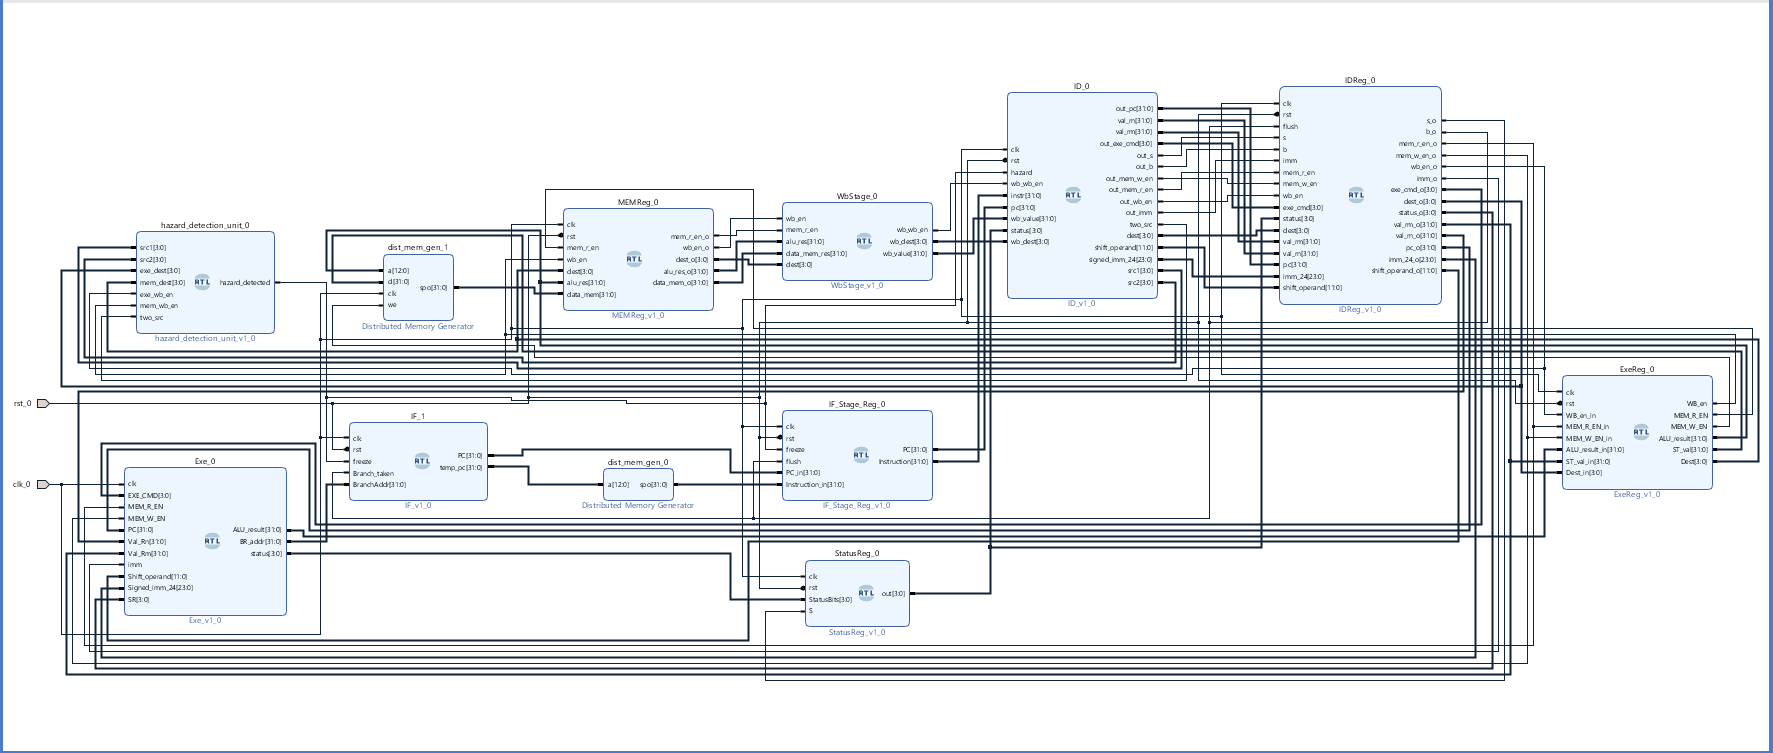 rst_0
clk_0
hazard_detection_unit_0
src1[3:0]
src2[3:0]
exe_dest[3:0]
mem_dest[3:0]
exe_wb_en
mem_wb_en
two_src
RTL
hazard_detected
hazard_detection_unit_v1_0
dist_mem_gen_1
a[12:0]
d[31:0]
clk
we
spo[31:0]
Distributed Memory Generator
MEMReg_0
clk
rst
mem_r_en
wb_en
dest[3:0]
alu_res[31:0]
data_mem[31:0]
RTL
mem_r_en_o
wb_en_o
dest_o[3:0]
alu_res_o[31:0]
data_mem_o[31:0]
MEMReg_v1_0
WbStage_0
wb_en
mem_r_en
alu_res[31:0]
data_mem_res[31:0]
dest[3:0]
RTL
wb_wb_en
wb_dest[3:0]
wb_value[31:0]
WbStage_v1_0
ID_0
clk
rst
hazard
wb_wb_en
instr[31:0]
pc[31:0]
wb_value[31:0]
status[3:0]
wb_dest[3:0]
RTL
out_pc[31:0]
val_rn[31:0]
val_rm[31:0]
out_exe_cmd[3:0]
out_s
out_b
out_mem_w_en
out_mem_r_en
out_wb_en
out_imm
two_src
dest[3:0]
shift_operand[11:0]
signed_imm_24[23:0]
src1[3:0]
src2[3:0]
ID_v1_0
IDReg_0
clk
rst
flush
s
b
imm
mem_r_en
mem_w_en
wb_en
exe_cmd[3:0]
status[3:0]
dest[3:0]
val_rm[31:0]
val_rn[31:0]
pc[31:0]
imm_24[23:0]
shift_operand[11:0]
RTL
s_o
b_o
mem_r_en_o
mem_w_en_o
wb_en_o
imm_o
exe_cmd_o[3:0]
dest_o[3:0]
status_o[3:0]
val_rm_o[31:0]
val_rn_o[31:0]
pc_o[31:0]
imm_24_o[23:0]
shift_operand_o[11:0]
IDReg_v1_0
ExeReg_0
clk
rst
WB_en_in
MEM_R_EN_in
MEM_W_EN_in
ALU_result_in[31:0]
ST_val_in[31:0]
Dest_in[3:0]
RTL
WB_en
MEM_R_EN
MEM_W_EN
ALU_result[31:0]
ST_val[31:0]
Dest[3:0]
ExeReg_v1_0
IF_1
clk
rst
freeze
Branch_taken
BranchAddr[31:0]
RTL
PC[31:0]
temp_pc[31:0]
IF_v1_0
dist_mem_gen_0
a[12:0]
spo[31:0]
Distributed Memory Generator
IF_Stage_Reg_0
clk
rst
freeze
flush
PC_in[31:0]
Instruction_in[31:0]
RTL
PC[31:0]
Instruction[31:0]
IF_Stage_Reg_v1_0
Exe_0
clk
EXE_CMD[3:0]
MEM_R_EN
MEM_W_EN
PC[31:0]
Val_Rn[31:0]
Val_Rm[31:0]
imm
Shift_operand[11:0]
Signed_imm_24[23:0]
SR[3:0]
RTL
ALU_result[31:0]
BR_addr[31:0]
status[3:0]
Exe_v1_0
StatusReg_0
clk
rst
StatusBits[3:0]
S
RTL
out[3:0]
StatusReg_v1_0